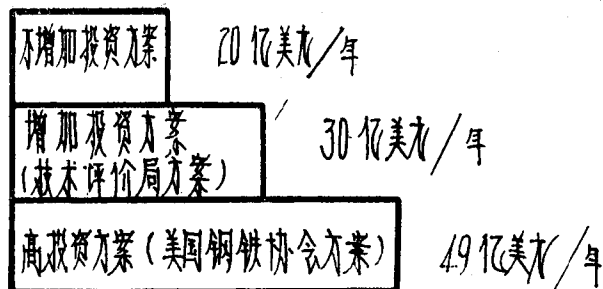 不增加投资方案 20亿美元/年
增加投资方案
(技术评价局方案) 30亿美元/年
高投资方案(美国钢铁协会方案) 49亿美元/年